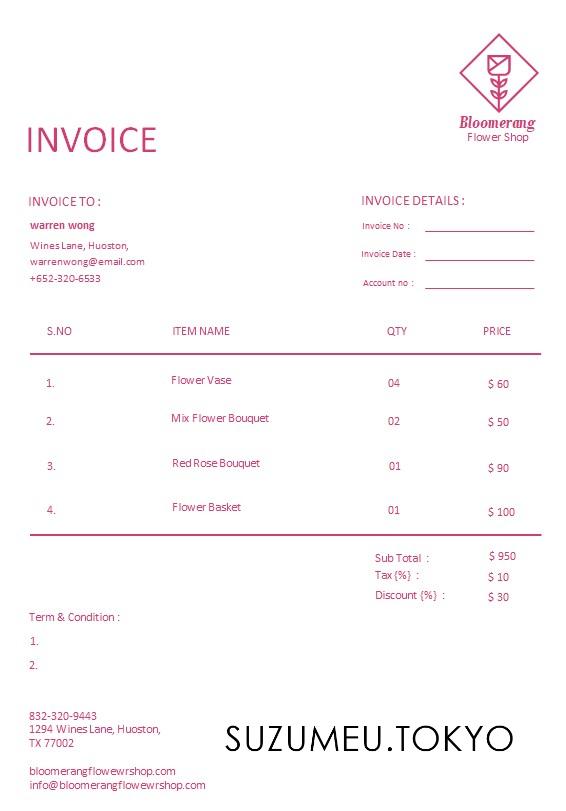 Bloomerang
Flower Shop
INVOICE
INVOICE TO :
warren wong
Wines Lane, Huoston,
warrenwong@email.com
+652-320-6533
INVOICE DETAILS :
Invoice No :
Invoice Date :
Account no :
S.NO ITEM NAME QTY PRICE
1. Flower Vase 04 $ 60
2. Mix Flower Bouquet 02 $ 50
3. Red Rose Bouquet 01 $ 90
4. Flower Basket 01 $ 100
Sub Total : $ 950
Tax {%} : $ 10
Discount {%} : $ 30
Term & Condition :
1.
2.
832-320-9443
1294 Wines Lane, Huoston,
TX 77002
bloomerangflowewrshop.com
info@bloomerangflowewrshop.com
SUZUMEU.TOKYO